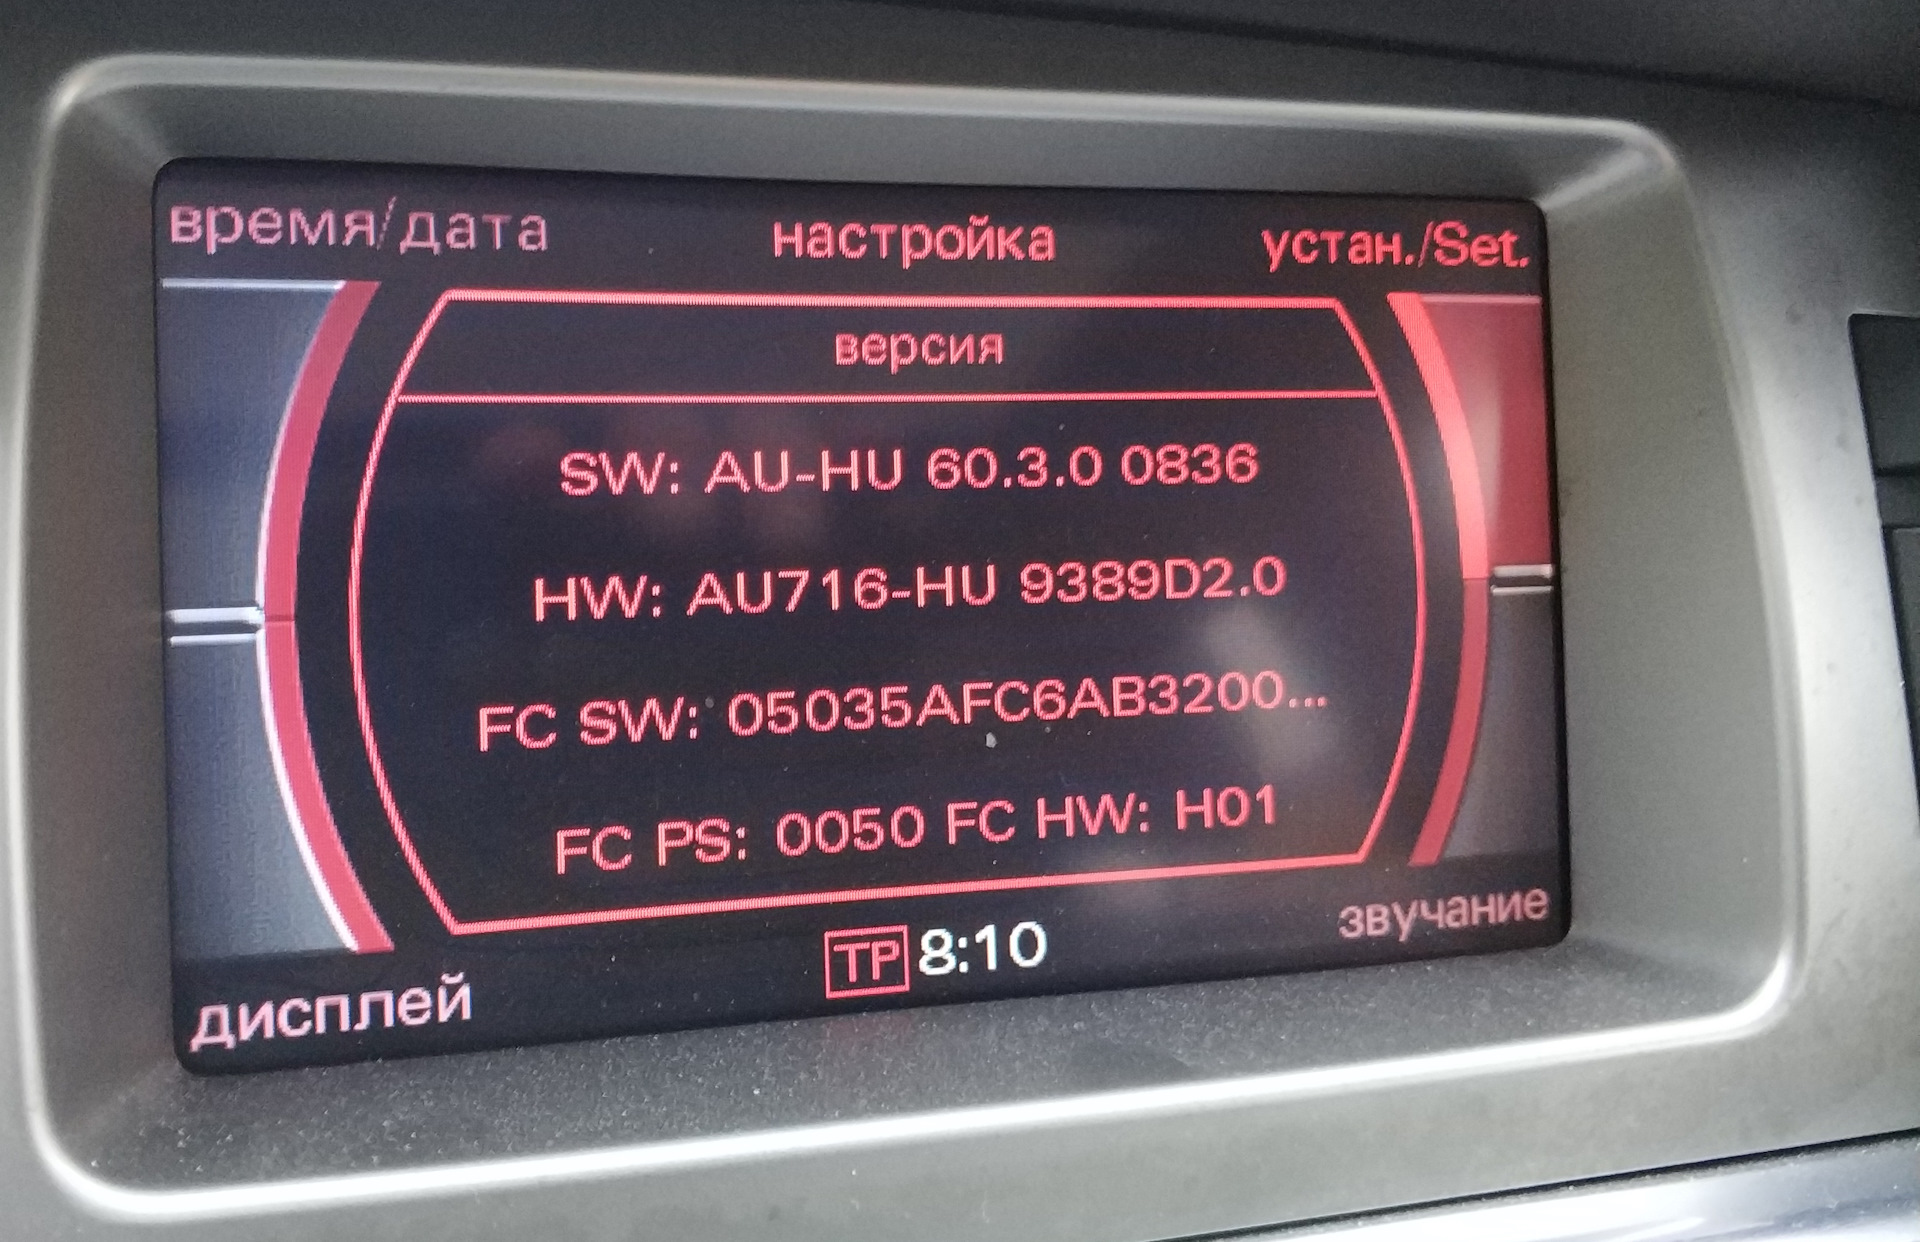 время/дата
настройка
устан./Set.
версия
SW: AU-HU 60.3.0 0836
HW: AU716-HU 9389D2.0
FC SW: 05035AFC6AB3200...
FC PS: 0050 FC HW: H01
дисплей
TP 8:10
звучание